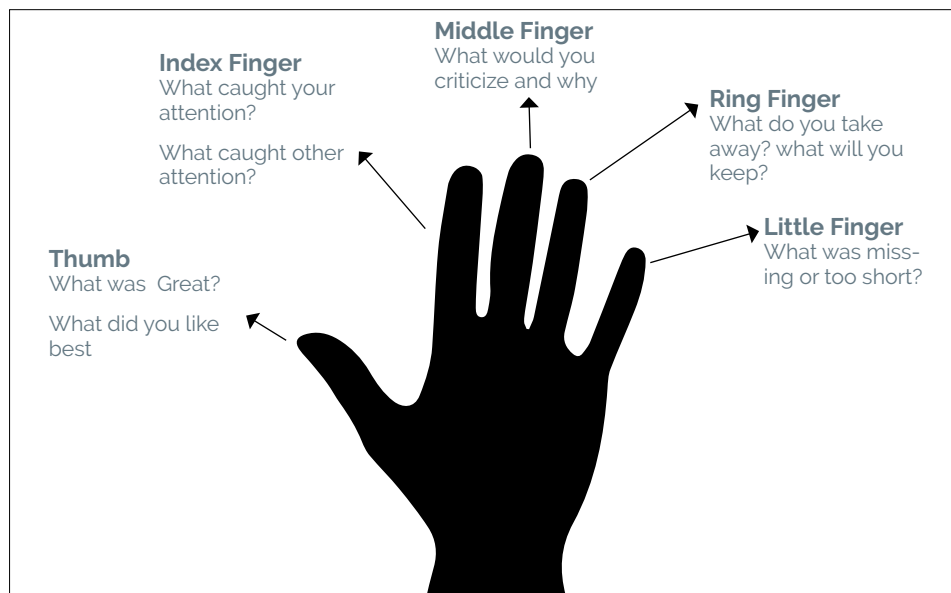 Thumb
What was  Great?
What did you like
best
Index Finger
What caught your
attention?
What caught other
attention?
Middle Finger
What would you
criticize and why
Ring Finger
What do you take
away? what will you
keep?
Little Finger
What was miss-
ing or too short?